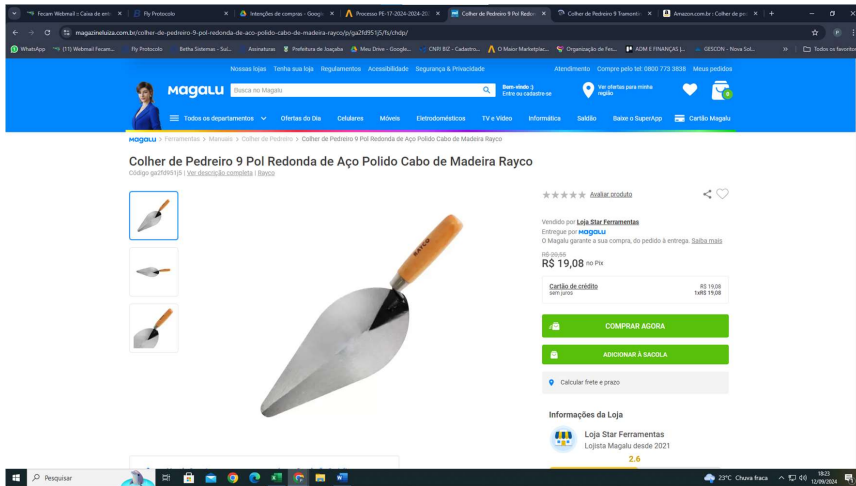 Fecam Webmail :: Caixa de ent
Fly Protocolo
Intenções de compras - Googl
Processo PE-17-2024-2024-202
Colher de Pedreiro 9 Pol Redo
Colher de Pedreiro 9 Tramontin
Amazon.com.br : Colher de pe
magazineluiza.com.br/colher-de-pedreiro-9-pol-redonda-de-aco-polido-cabo-de-madeira-rayco/p/ga2fd951j5/fs/chdp/
WhatsApp
(11) Webmail Fecam...
Fly Protocolo
Betha Sistemas - Sui...
Assinaturas
Prefeitura de Joaçaba
Meu Drive - Google...
CNPJ BIZ - Cadastro...
O Maior Marketplac...
Organização de Fes...
ADM E FINANÇAS |...
GESCON - Nova Sol...
Todos os favoritos
Nossas lojas Tenha sua loja Regulamentos Acessibilidade Segurança & Privacidade
Atendimento Compre pelo tel: 0800 773 3838 Meus pedidos
Magalu
Busca no Magalu
Bem-vindo :)
Entre ou cadastre-se
Ver ofertas para minha
região
0
Todos os departamentos
Ofertas do Dia
Celulares
Móveis
Eletrodomésticos
TV e Vídeo
Informática
Saldão
Baixe o SuperApp
Cartão Magalu
Magalu > Ferramentas > Manuais > Colher de Pedreiro > Colher de Pedreiro 9 Pol Redonda de Aço Polido Cabo de Madeira Rayco
Colher de Pedreiro 9 Pol Redonda de Aço Polido Cabo de Madeira Rayco
Código ga2fd951j5 | Ver descrição completa | Rayco
Avaliar produto
RAYCO
Vendido por Loja Star Ferramentas
Entregue por Magalu
O Magalu garante a sua compra, do pedido à entrega. Saiba mais
R$ 19,08 no Pix
Cartão de crédito
sem juros
R$ 19,08
1xR$ 19,08
COMPRAR AGORA
ADICIONAR À SACOLA
Calcular frete e prazo
Informações da Loja
Loja Star Ferramentas
Lojista Magalu desde 2021
2.6
Pesquisar
23°C Chuva fraca
18:23
12/09/2024